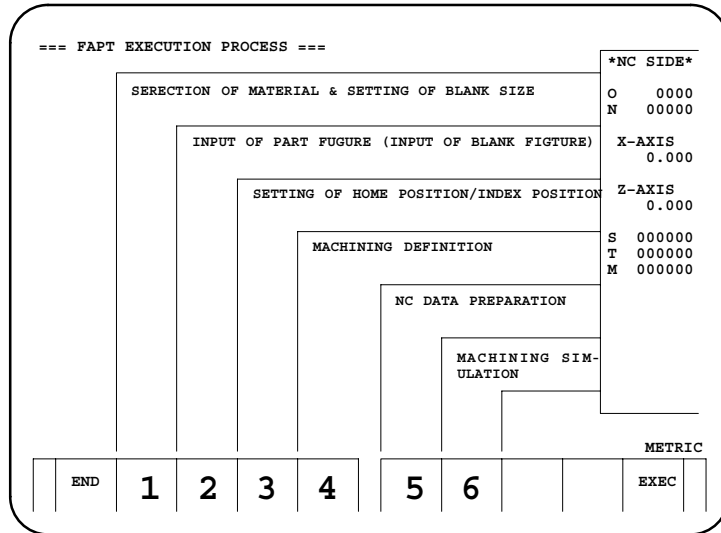 === FAPT EXECUTION PROCESS ===
*NC SIDE*
SERECTION OF MATERIAL & SETTING OF BLANK SIZE
O 0000
N 00000
INPUT OF PART FUGURE (INPUT OF BLANK FIGTURE)
X-AXIS
0.000
SETTING OF HOME POSITION/INDEX POSITION
Z-AXIS
0.000
MACHINING DEFINITION
S 000000
T 000000
M 000000
NC DATA PREPARATION
MACHINING SIM-
ULATION
METRIC
END 1 2 3 4 5 6 EXEC